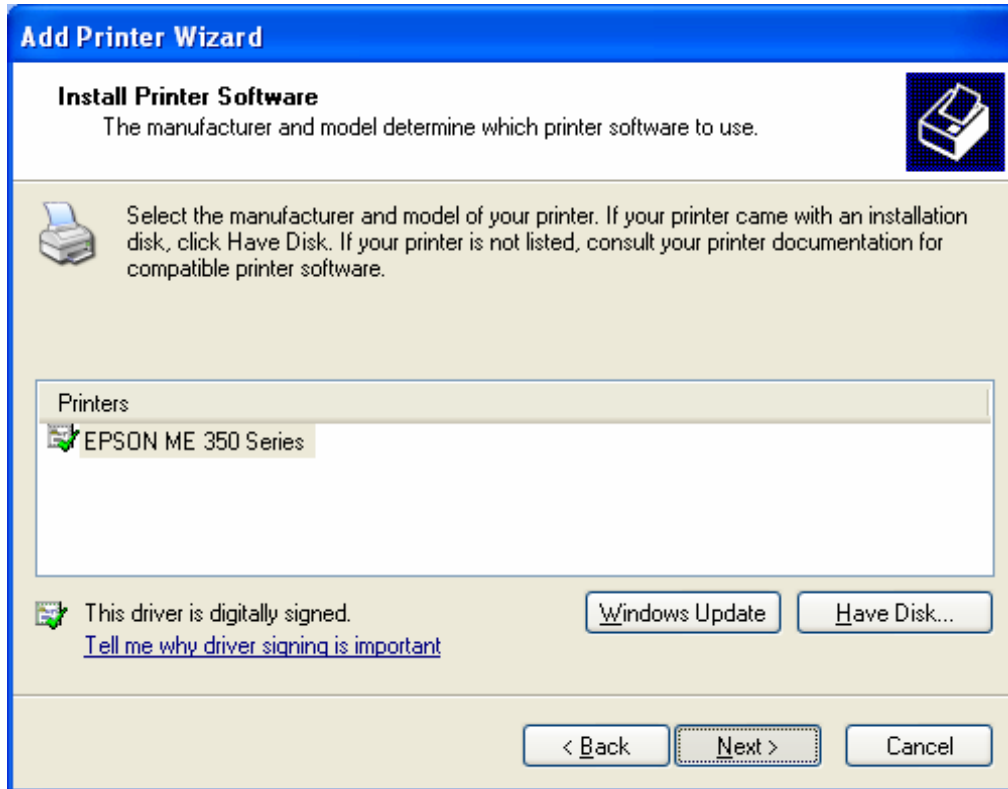 Add Printer Wizard
Install Printer Software
The manufacturer and model determine which printer software to use.
Select the manufacturer and model of your printer. If your printer came with an installation
disk, click Have Disk. If your printer is not listed, consult your printer documentation for
compatible printer software.
Printers
EPSON ME 350 Series
This driver is digitally signed.
Tell me why driver signing is important
Windows Update
Have Disk...
< Back
Next >
Cancel